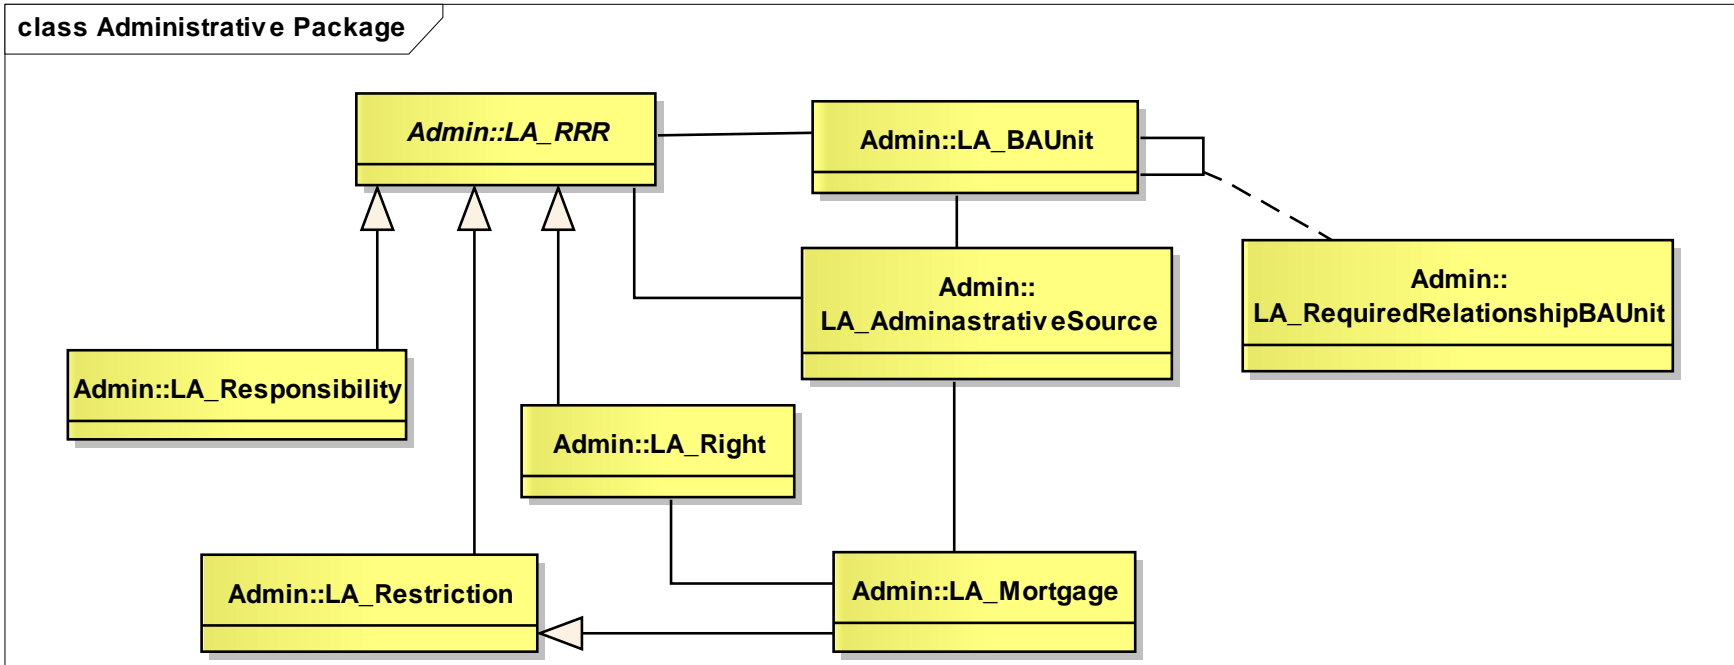 class Administrative Package
Admin::LA_RRR
Admin::LA_BAUnit
Admin::
LA_AdminastrativeSource
Admin::
LA_RequiredRelationshipBAUnit
Admin::LA_Responsibility
Admin::LA_Right
Admin::LA_Restriction
Admin::LA_Mortgage